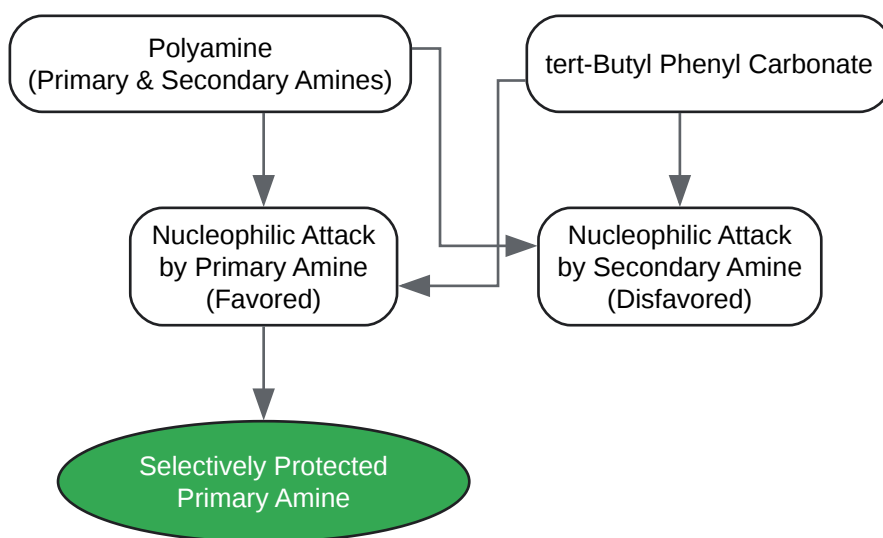 Polyamine
(Primary & Secondary Amines)
tert-Butyl Phenyl Carbonate
Nucleophilic Attack
by Primary Amine
(Favored)
Nucleophilic Attack
by Secondary Amine
(Disfavored)
Selectively Protected
Primary Amine